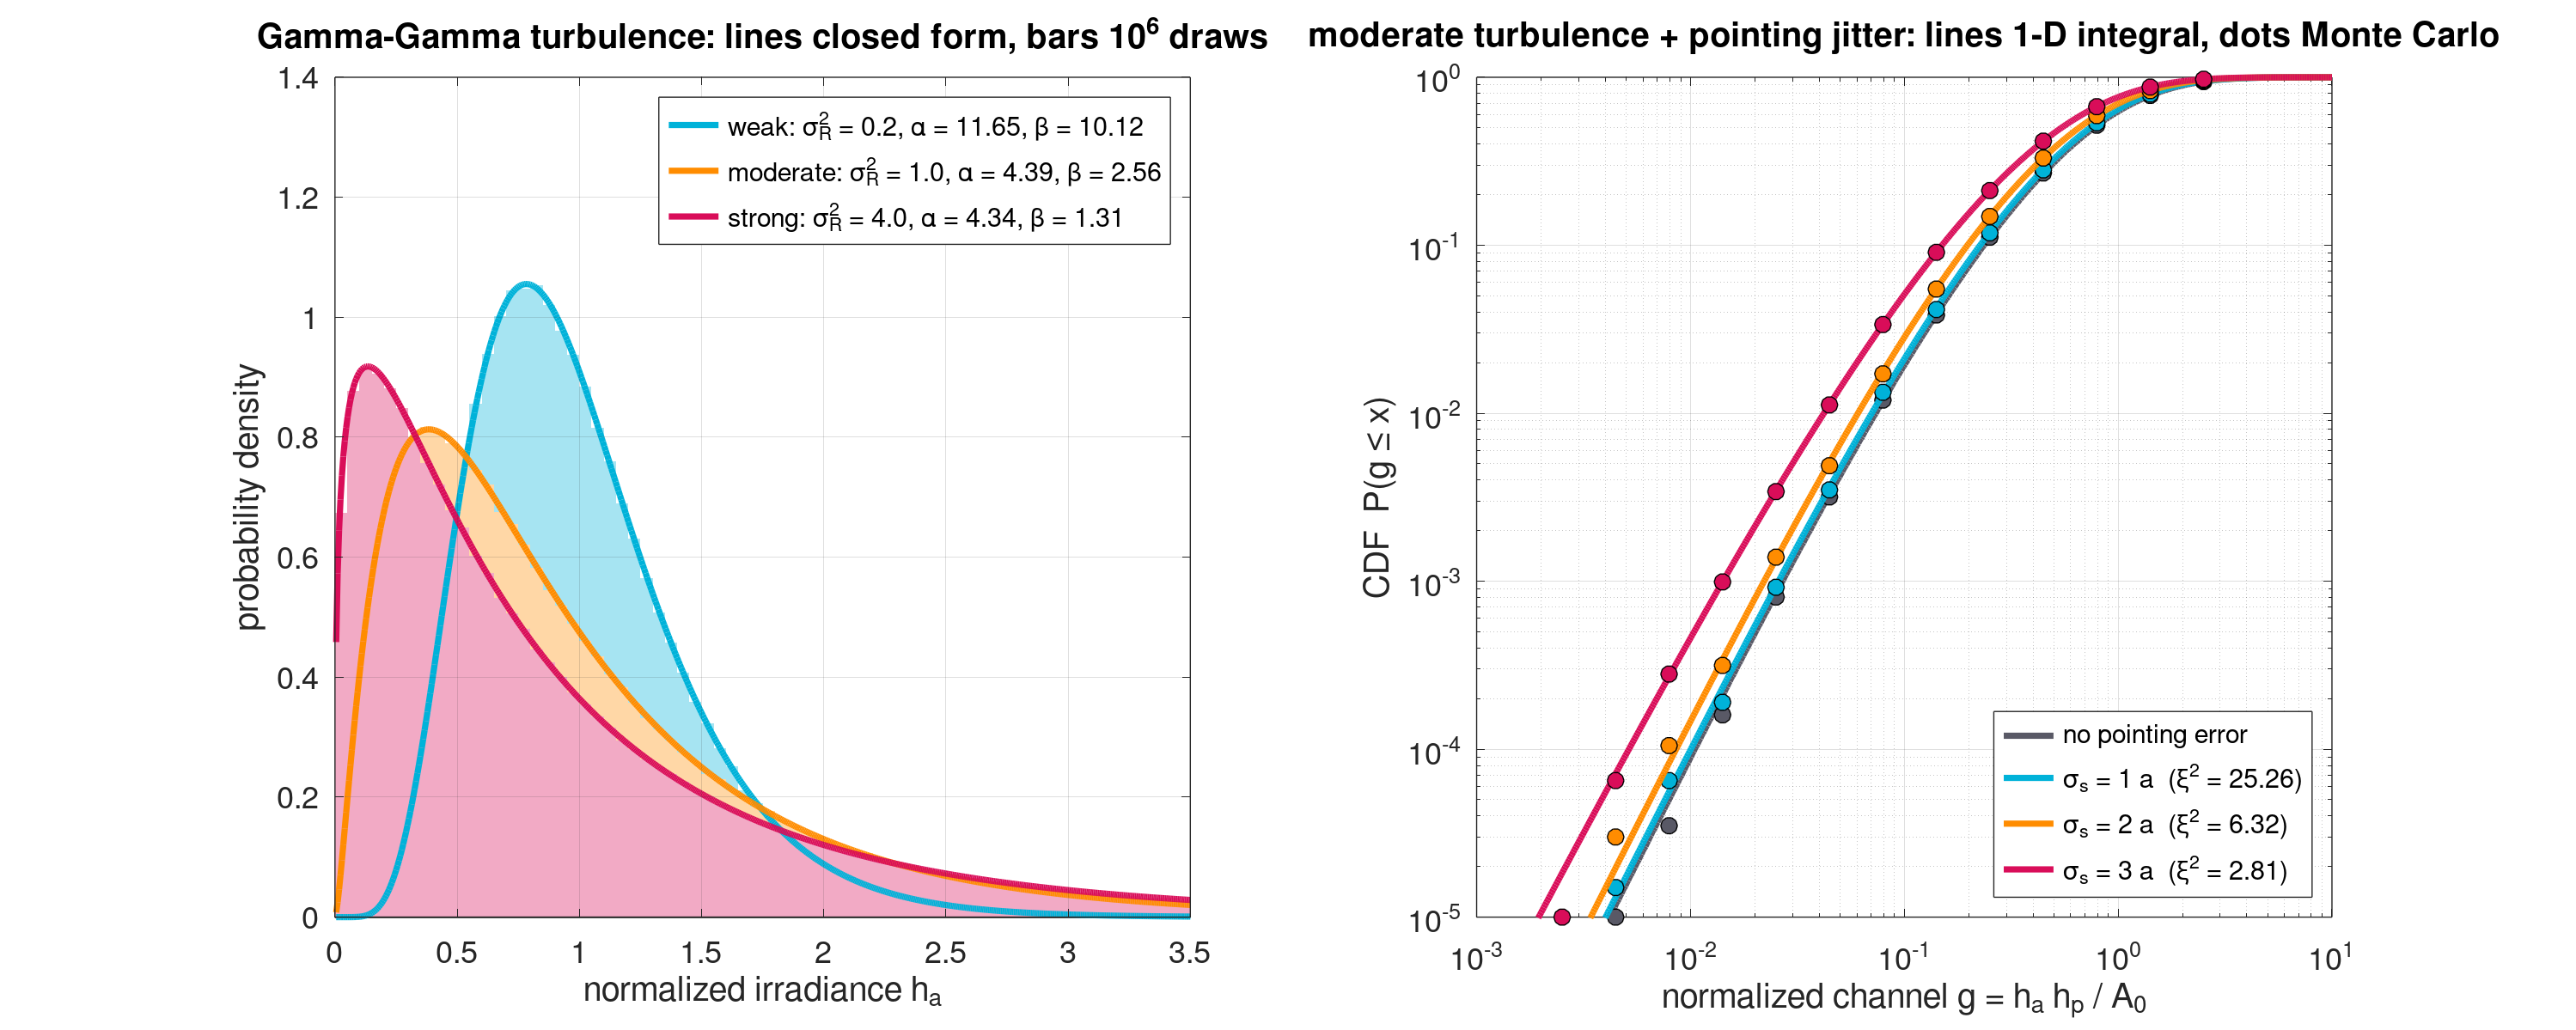 Gamma-Gamma turbulence: lines closed form, bars 10^6 draws
1.4
1.2
1
0.8
0.6
0.4
0.2
0
probability density
weak: σ_R^2 = 0.2, α = 11.65, β = 10.12
moderate: σ_R^2 = 1.0, α = 4.39, β = 2.56
strong: σ_R^2 = 4.0, α = 4.34, β = 1.31
0 0.5 1 1.5 2 2.5 3 3.5
normalized irradiance h_a
moderate turbulence + pointing jitter: lines 1-D integral, dots Monte Carlo
10^0
10^-1
10^-2
10^-3
10^-4
10^-5
CDF P(g ≤ x)
no pointing error
σ_s = 1 a (ξ^2 = 25.26)
σ_s = 2 a (ξ^2 = 6.32)
σ_s = 3 a (ξ^2 = 2.81)
10^-3 10^-2 10^-1 10^0 10^1
normalized channel g = h_a h_p / A_0